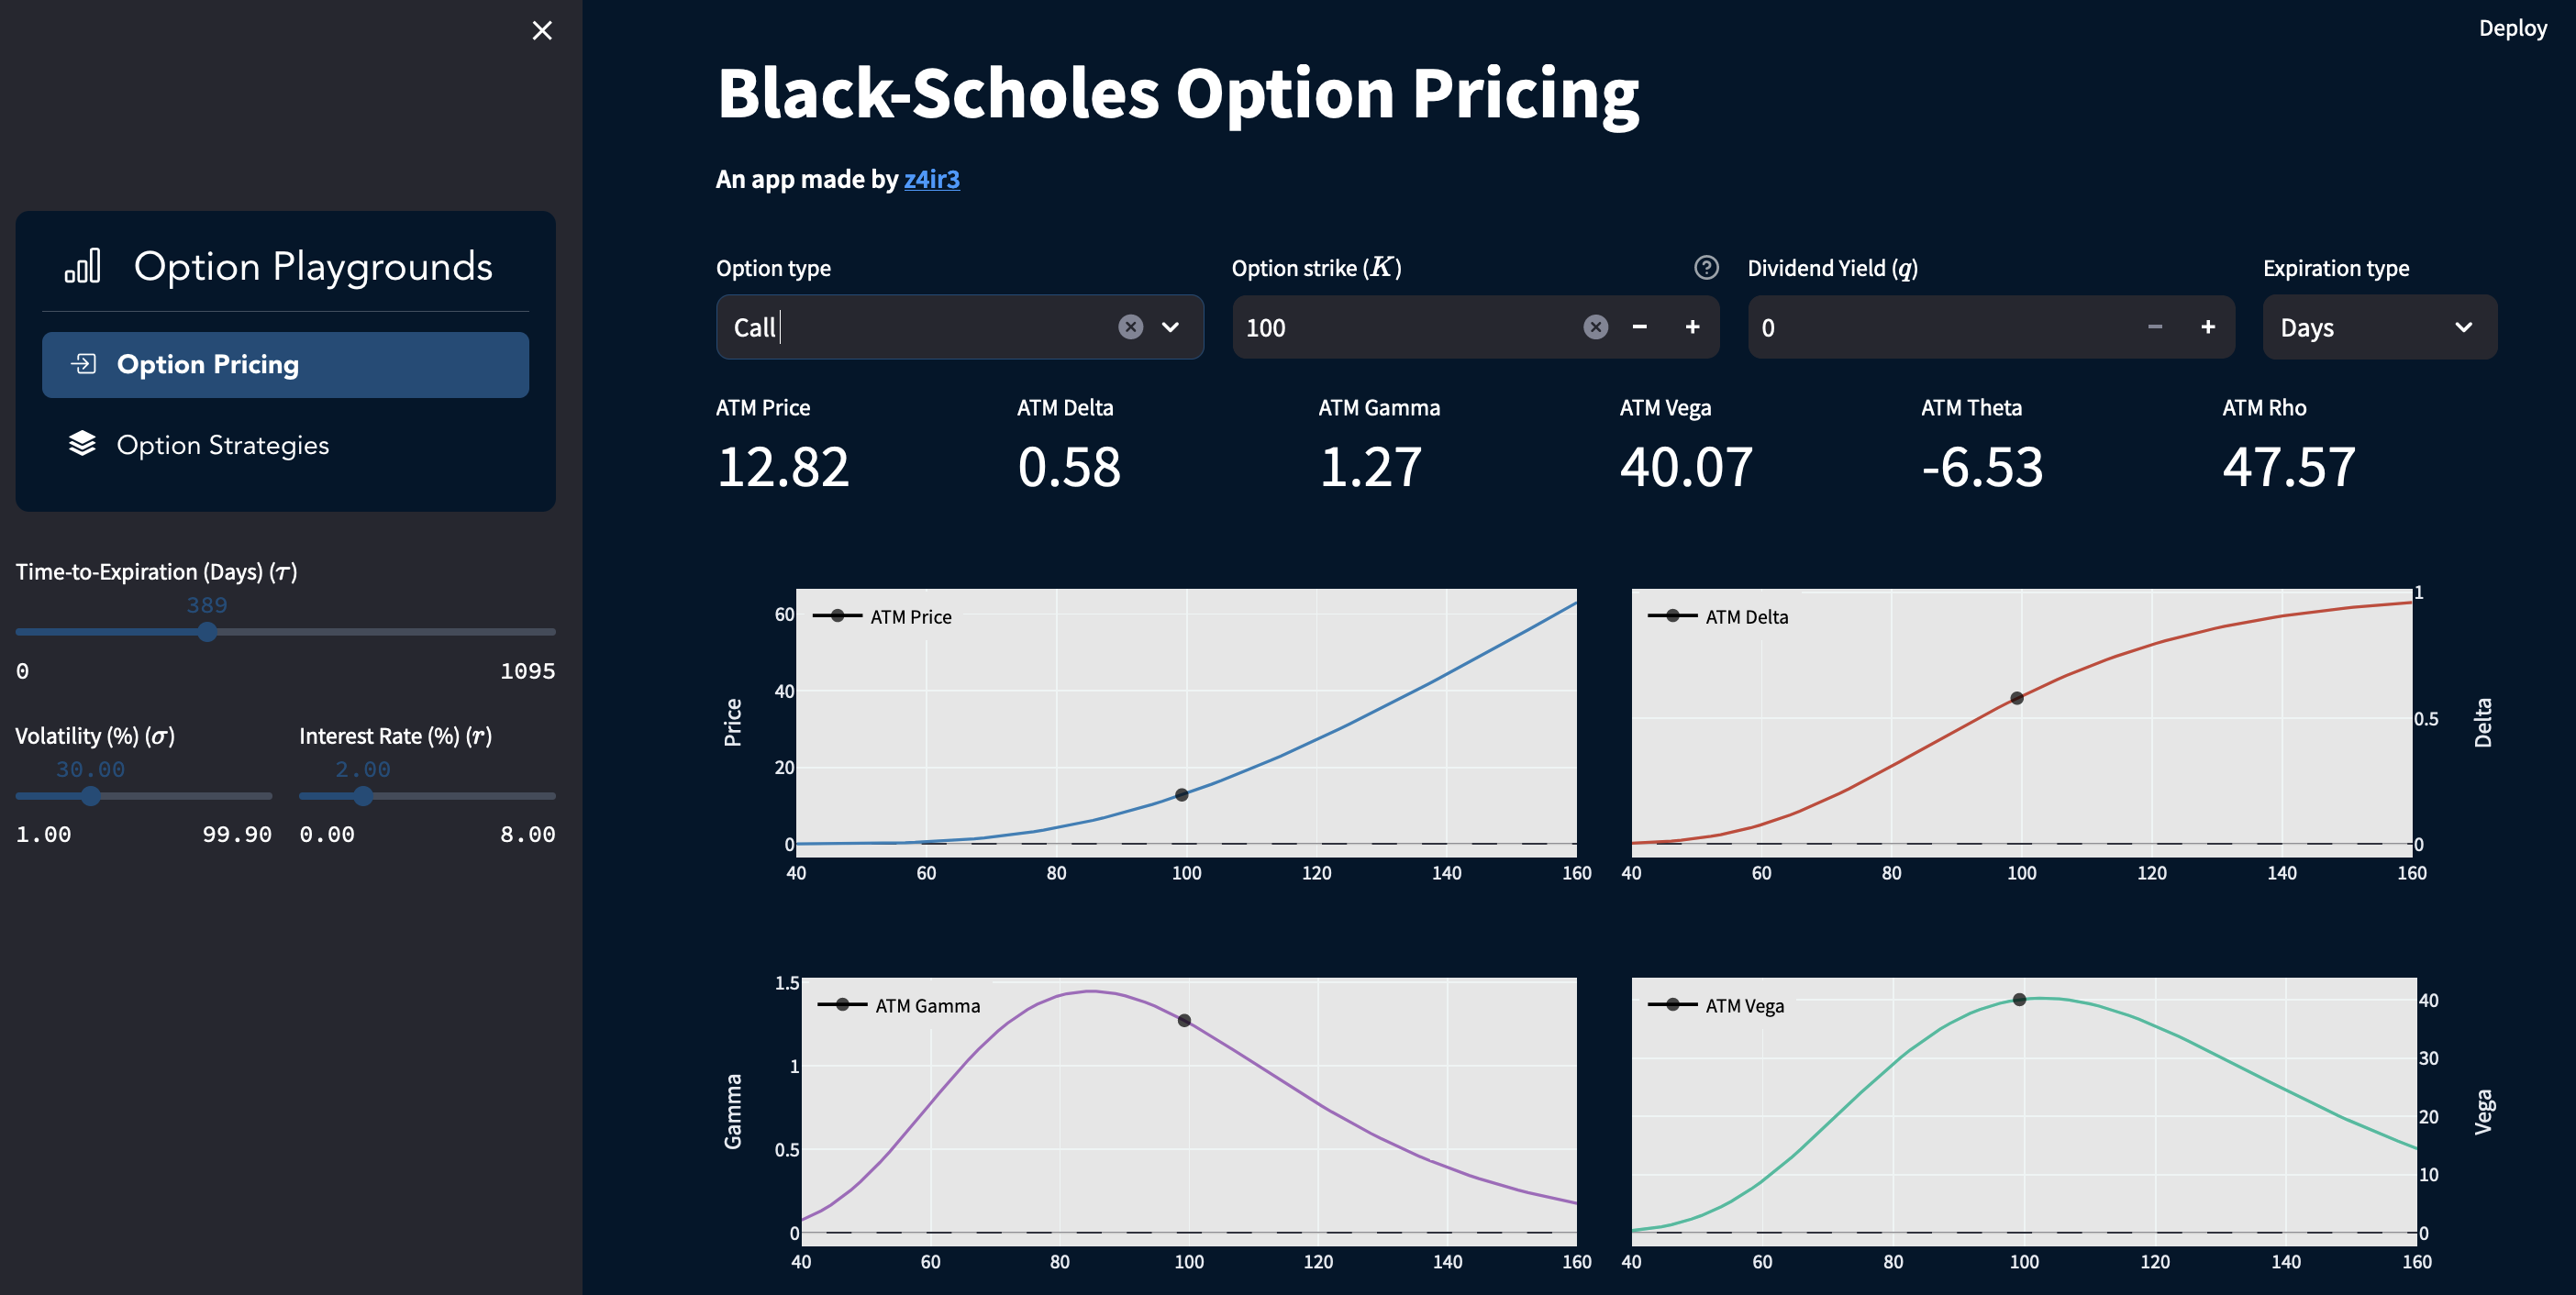 Deploy
Option Playgrounds
Option Pricing
Option Strategies
Time-to-Expiration (Days) (τ)
389
0 1095
Volatility (%) (σ) Interest Rate (%) (r)
30.00 2.00
1.00 99.90 0.00 8.00
Black-Scholes Option Pricing
An app made by z4ir3
Option type Option strike (K) Dividend Yield (q) Expiration type
Call 100 0 Days
ATM Price ATM Delta ATM Gamma ATM Vega ATM Theta ATM Rho
12.82 0.58 1.27 40.07 -6.53 47.57
ATM Price
Price
60
40
20
0
40 60 80 100 120 140 160
ATM Delta
Delta
1
0.5
0
40 60 80 100 120 140 160
ATM Gamma
Gamma
1.5
1
0.5
0
40 60 80 100 120 140 160
ATM Vega
Vega
40
30
20
10
0
40 60 80 100 120 140 160